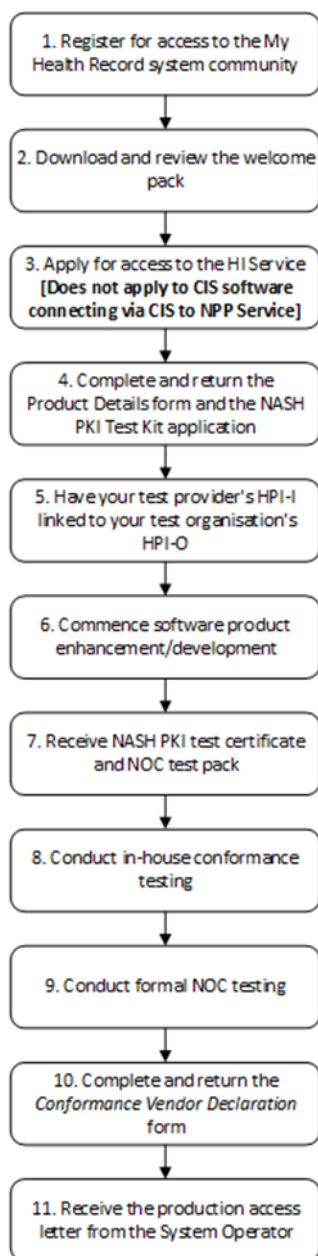 1. Register for access to the My
Health Record system community
2. Download and review the welcome
pack
3. Apply for access to the HI Service
[Does not apply to CIS software
connecting via CIS to NPP Service]
4. Complete and return the
Product Details form and the NASH
PKI Test Kit application
5. Have your test provider's HPI-I
linked to your test organisation's
HPI-O
6. Commence software product
enhancement/development
7. Receive NASH PKI test certificate
and NOC test pack
8. Conduct in-house conformance
testing
9. Conduct formal NOC testing
10. Complete and return the
Conformance Vendor Declaration
form
11. Receive the production access
letter from the System Operator